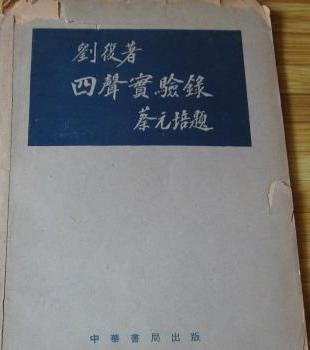 劉復著
四聲實驗錄
蔡元培題
中華書局出版